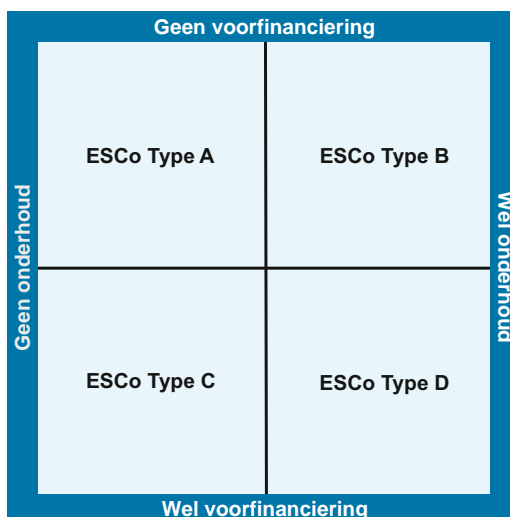 Geen voorfinanciering
ESCo Type A
ESCo Type B
Geen onderhoud
Wel onderhoud
ESCo Type C
ESCo Type D
Wel voorfinanciering